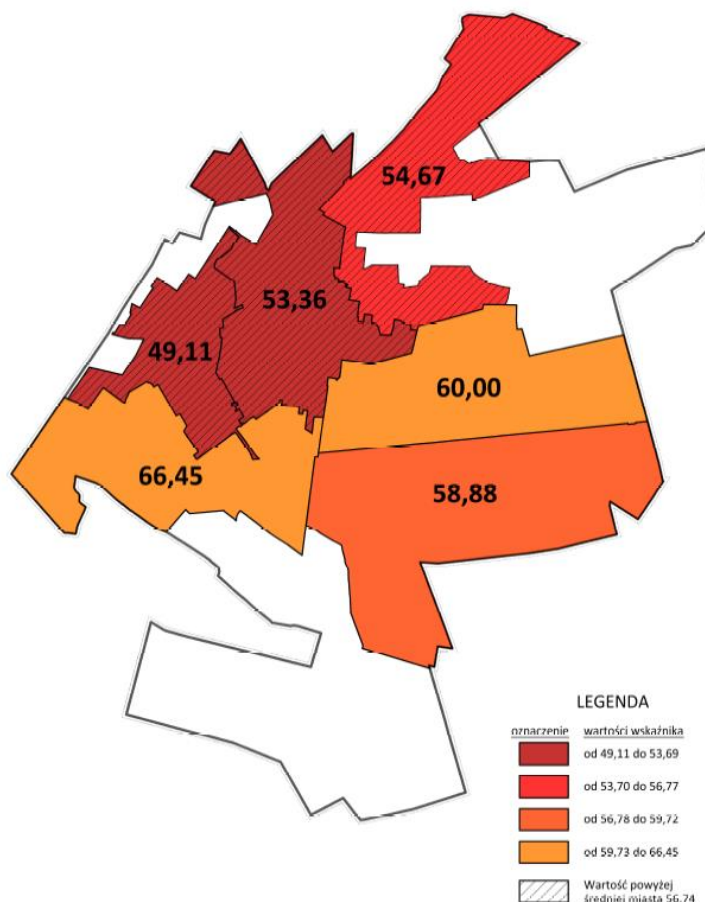 54,67
53,36
49,11
60,00
66,45
58,88
LEGENDA
oznaczenie wartości wskaźnika
od 49,11 do 53,69
od 53,70 do 56,77
od 56,78 do 59,72
od 59,73 do 66,45
Wartość powyżej
średniej miasta 56,74